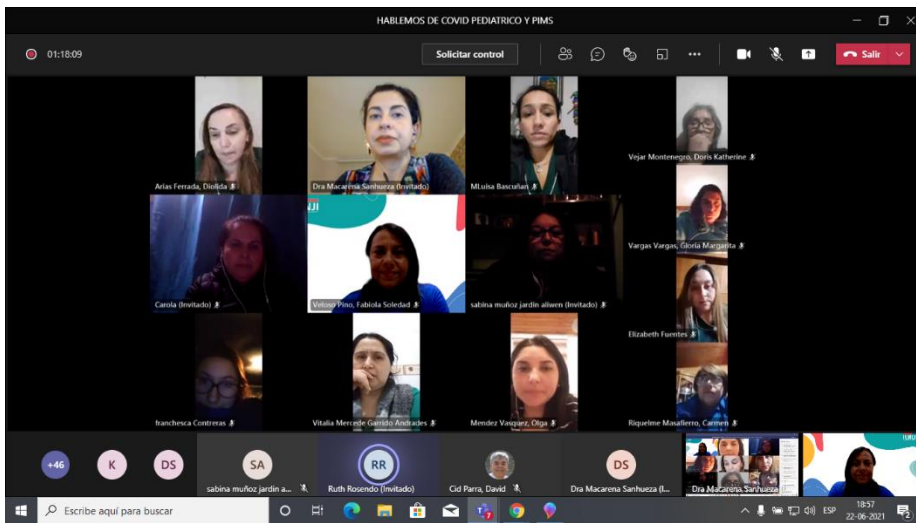 HABLEMOS DE COVID PEDIATRICO Y PIMS
01:18:09
Solicitar control
Salir
Arias Ferrada, Diolida
Dra Macarena Sanhueza (Invitado)
MLuisa Bascuñan
Vejar Montenegro, Doris Katherine
Vargas Vargas, Gloria Margarita
Carola (Invitado)
NJI
Veloso Pino, Fabiola Soledad
sabina muñoz jardin aliwen (Invitado)
Elizabeth Fuentes
franchesca Contreras
Vitalia Mercede Garrido Andrades
Mendez Vasquez, Olga
Riquelme Masafierro, Carmen
+46
K
DS
SA
sabina muñoz jardin a...
RR
Ruth Rosendo (Invitado)
Cid Parra, David
DS
Dra Macarena Sanhueza (I...
Dra Macarena Sanhueza
Escribe aquí para buscar
ESP
18:57
22-06-2021